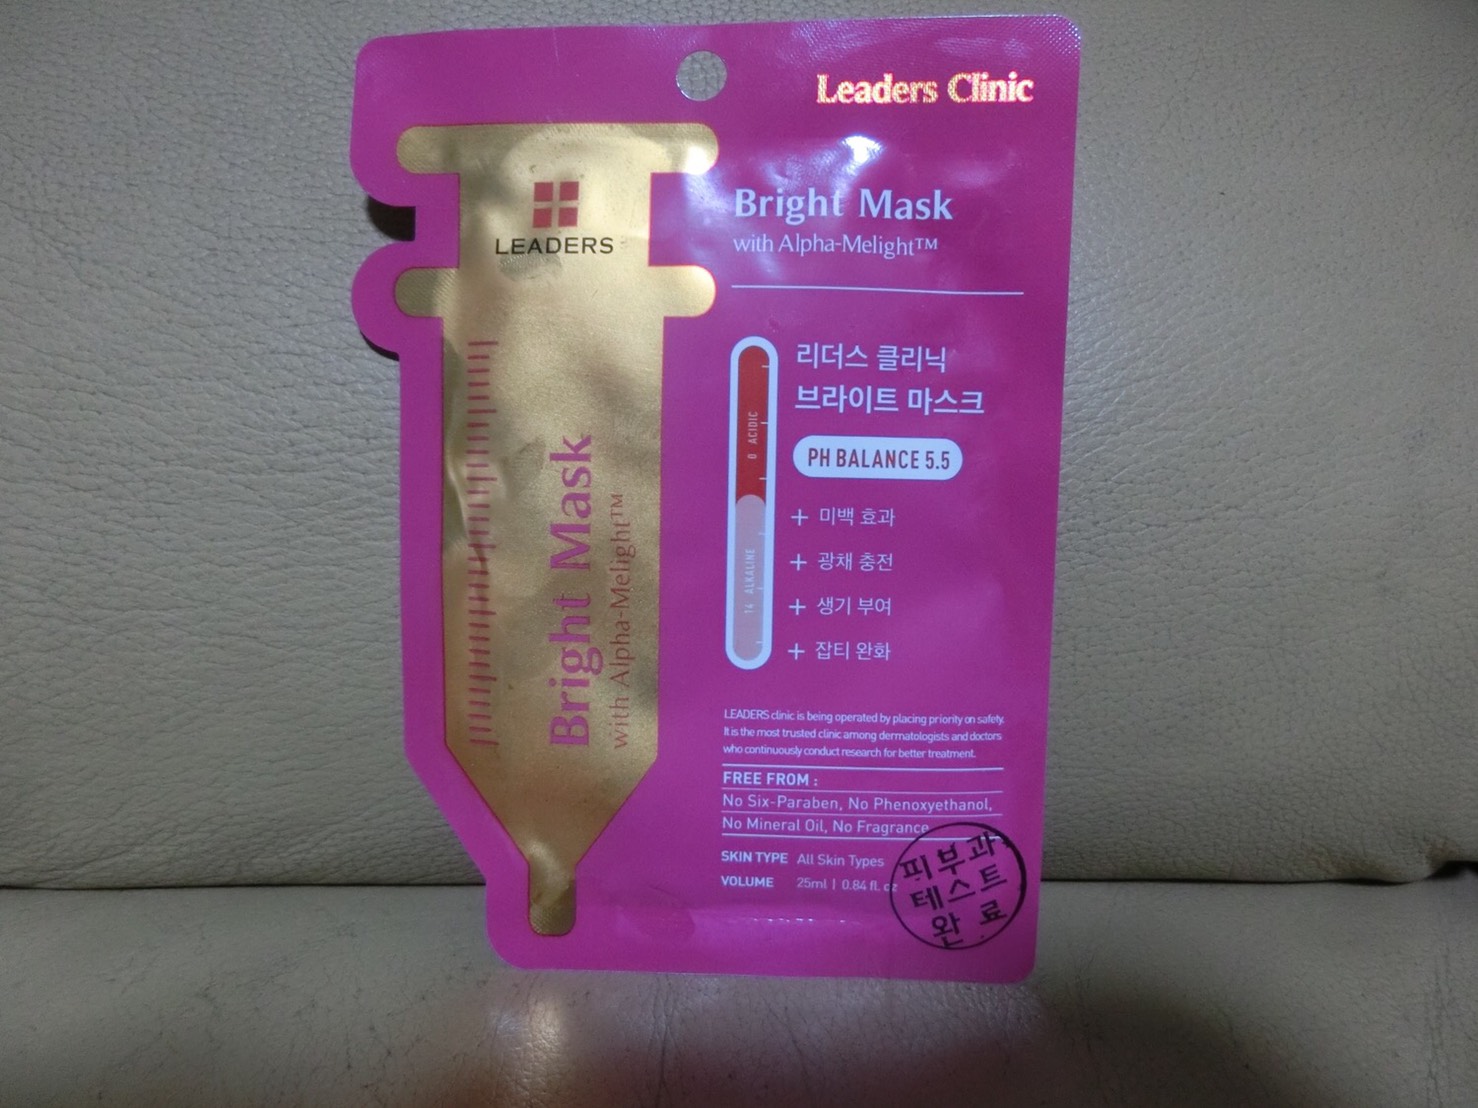 Leaders Clinic
LEADERS
Bright Mask
with Alpha-Melight™
Bright Mask
with Alpha-Melight™
리더스 클리닉
브라이트 마스크
PH BALANCE 5.5
0 ACIDIC
14 ALKALINE
+ 미백 효과
+ 광채 충전
+ 생기 부여
+ 잡티 완화
LEADERS clinic is being operated by placing priority on safety.
It is the most trusted clinic among dermatologists and doctors
who continuously conduct research for better treatment.
FREE FROM :
No Six-Paraben, No Phenoxyethanol,
No Mineral Oil, No Fragrance
SKIN TYPE All Skin Types
VOLUME 25ml | 0.84 fl. oz
피부과
테스트
완료